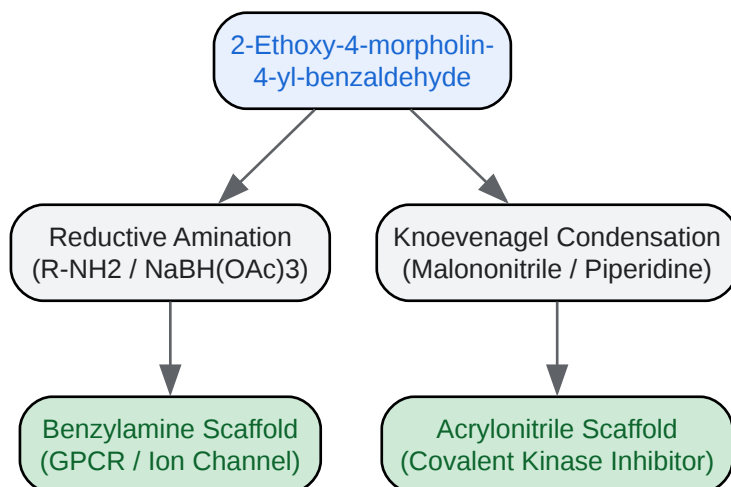 2-Ethoxy-4-morpholin-
4-yl-benzaldehyde
Reductive Amination
(R-NH2 / NaBH(OAc)3)
Knoevenagel Condensation
(Malononitrile / Piperidine)
Benzylamine Scaffold
(GPCR / Ion Channel)
Acrylonitrile Scaffold
(Covalent Kinase Inhibitor)